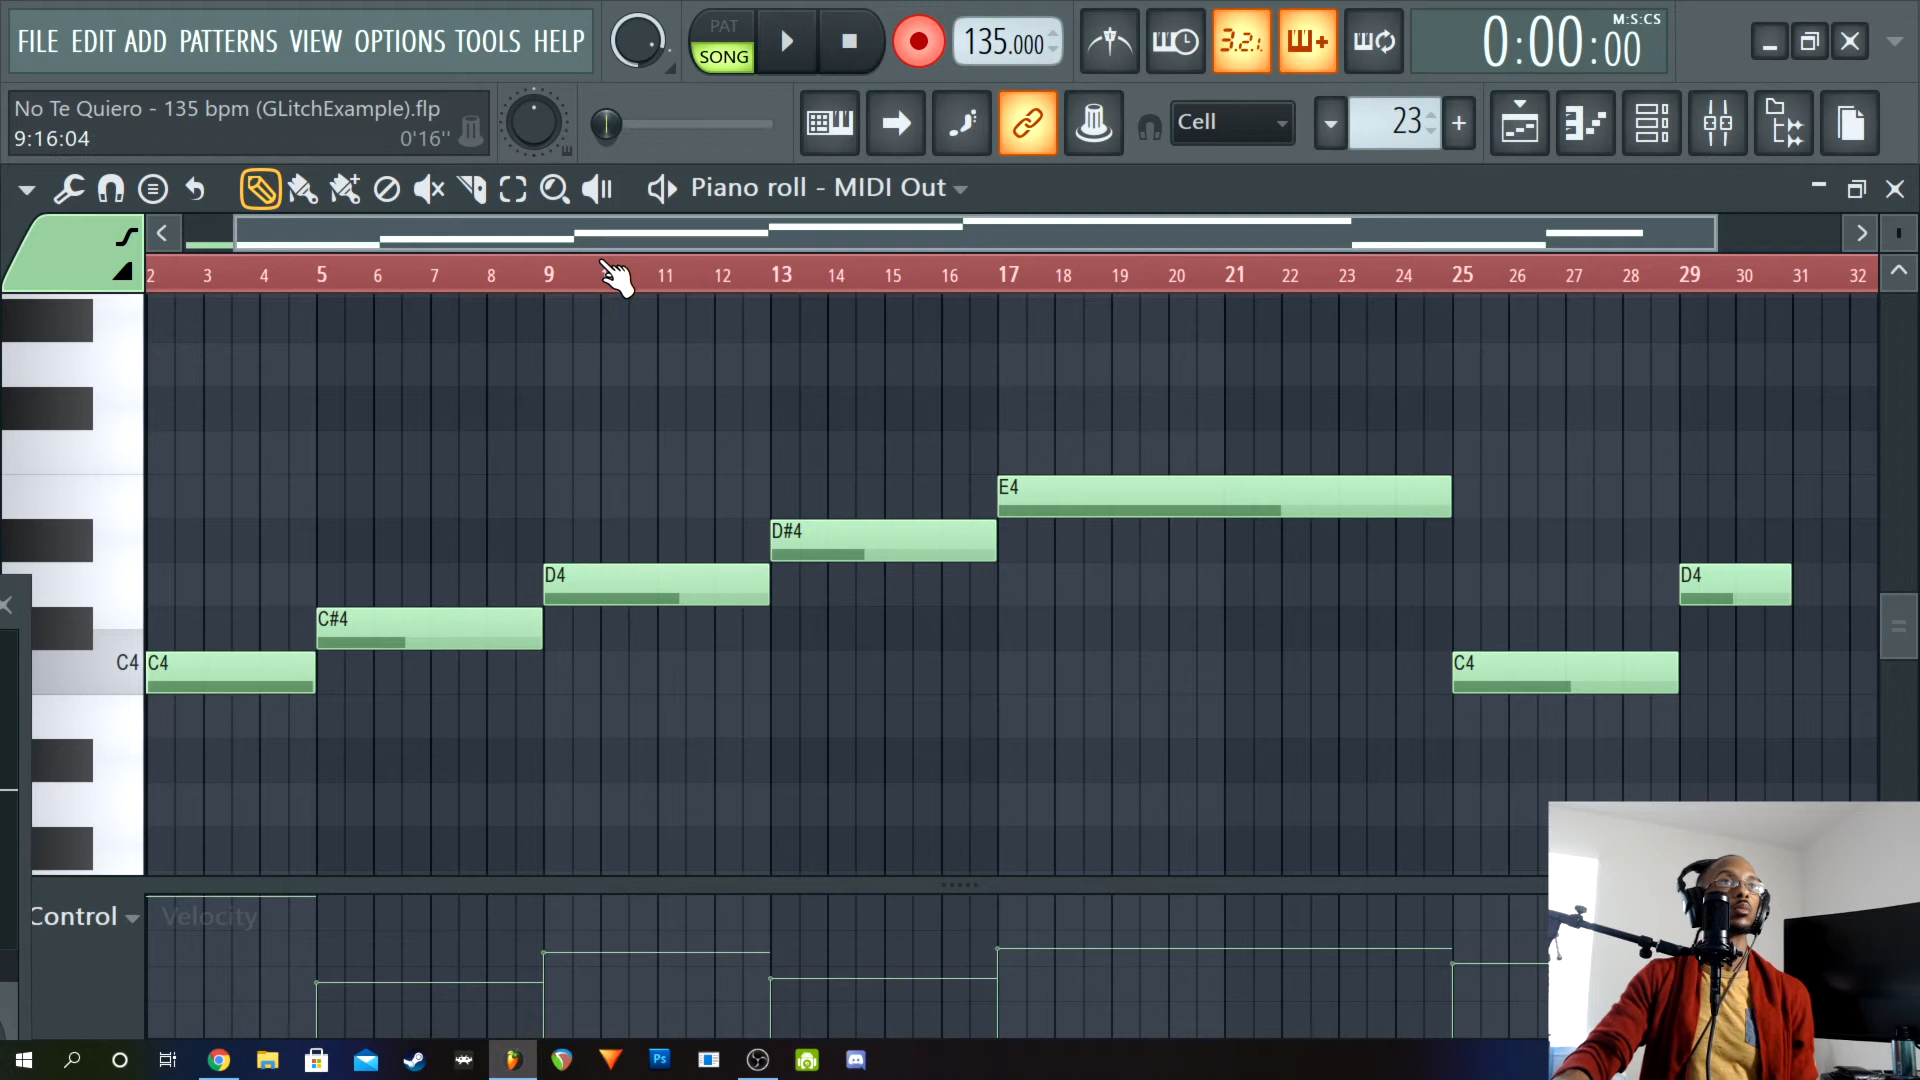 FILE EDIT ADD PATTERNS VIEW OPTIONS TOOLS HELP
PAT
SONG
135.000
3.2.1.
M:S:CS
0:00:00
No Te Quiero - 135 bpm (GLitchExample).flp
9:16:04 0'16''
Cell
23
Piano roll - MIDI Out
2 3 4 5 6 7 8 9 11 12 13 14 15 16 17 18 19 20 21 22 23 24 25 26 27 28 29 30 31 32
E4
D#4
D4 D4
C#4
C4 C4 C4
Control Velocity
Ps